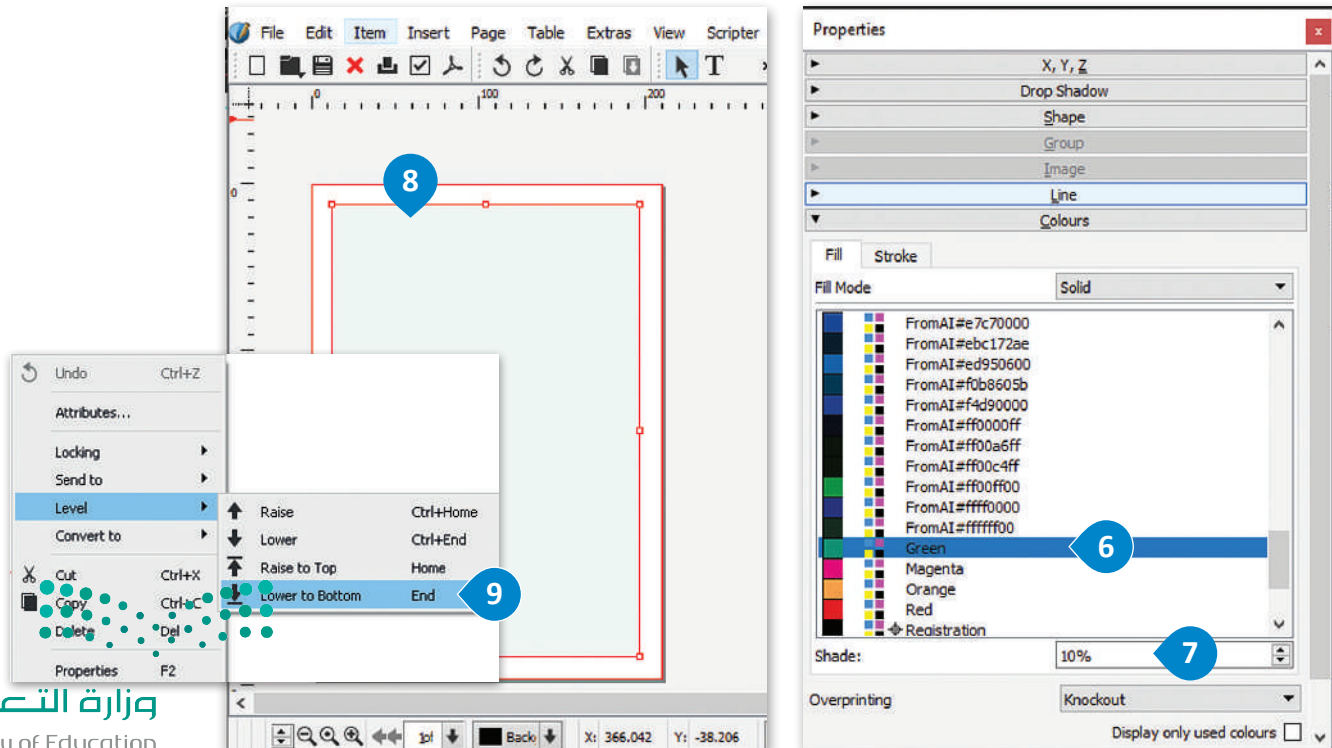 File Edit Item Insert Page Table Extras View Scripter
T
0 100 200
0
8
Undo Ctrl+Z
Attributes...
Locking
Send to
Level
Convert to
Cut Ctrl+X
Copy Ctrl+C
Delete Del
Properties F2
Raise Ctrl+Home
Lower Ctrl+End
Raise to Top Home
Lower to Bottom End
9
1of
Back
X: 366.042 Y: -38.206
Properties
X, Y, Z
Drop Shadow
Shape
Group
Image
Line
Colours
Fill Stroke
Fill Mode Solid
FromAI#e7c70000
FromAI#ebc172ae
FromAI#ed950600
FromAI#f0b8605b
FromAI#f4d90000
FromAI#ff0000ff
FromAI#ff00a6ff
FromAI#ff00c4ff
FromAI#ff00ff00
FromAI#ffff0000
FromAI#ffffff00
Green 6
Magenta
Orange
Red
Registration
Shade: 10% 7
Overprinting Knockout
Display only used colours
وزارة التع
y of Education